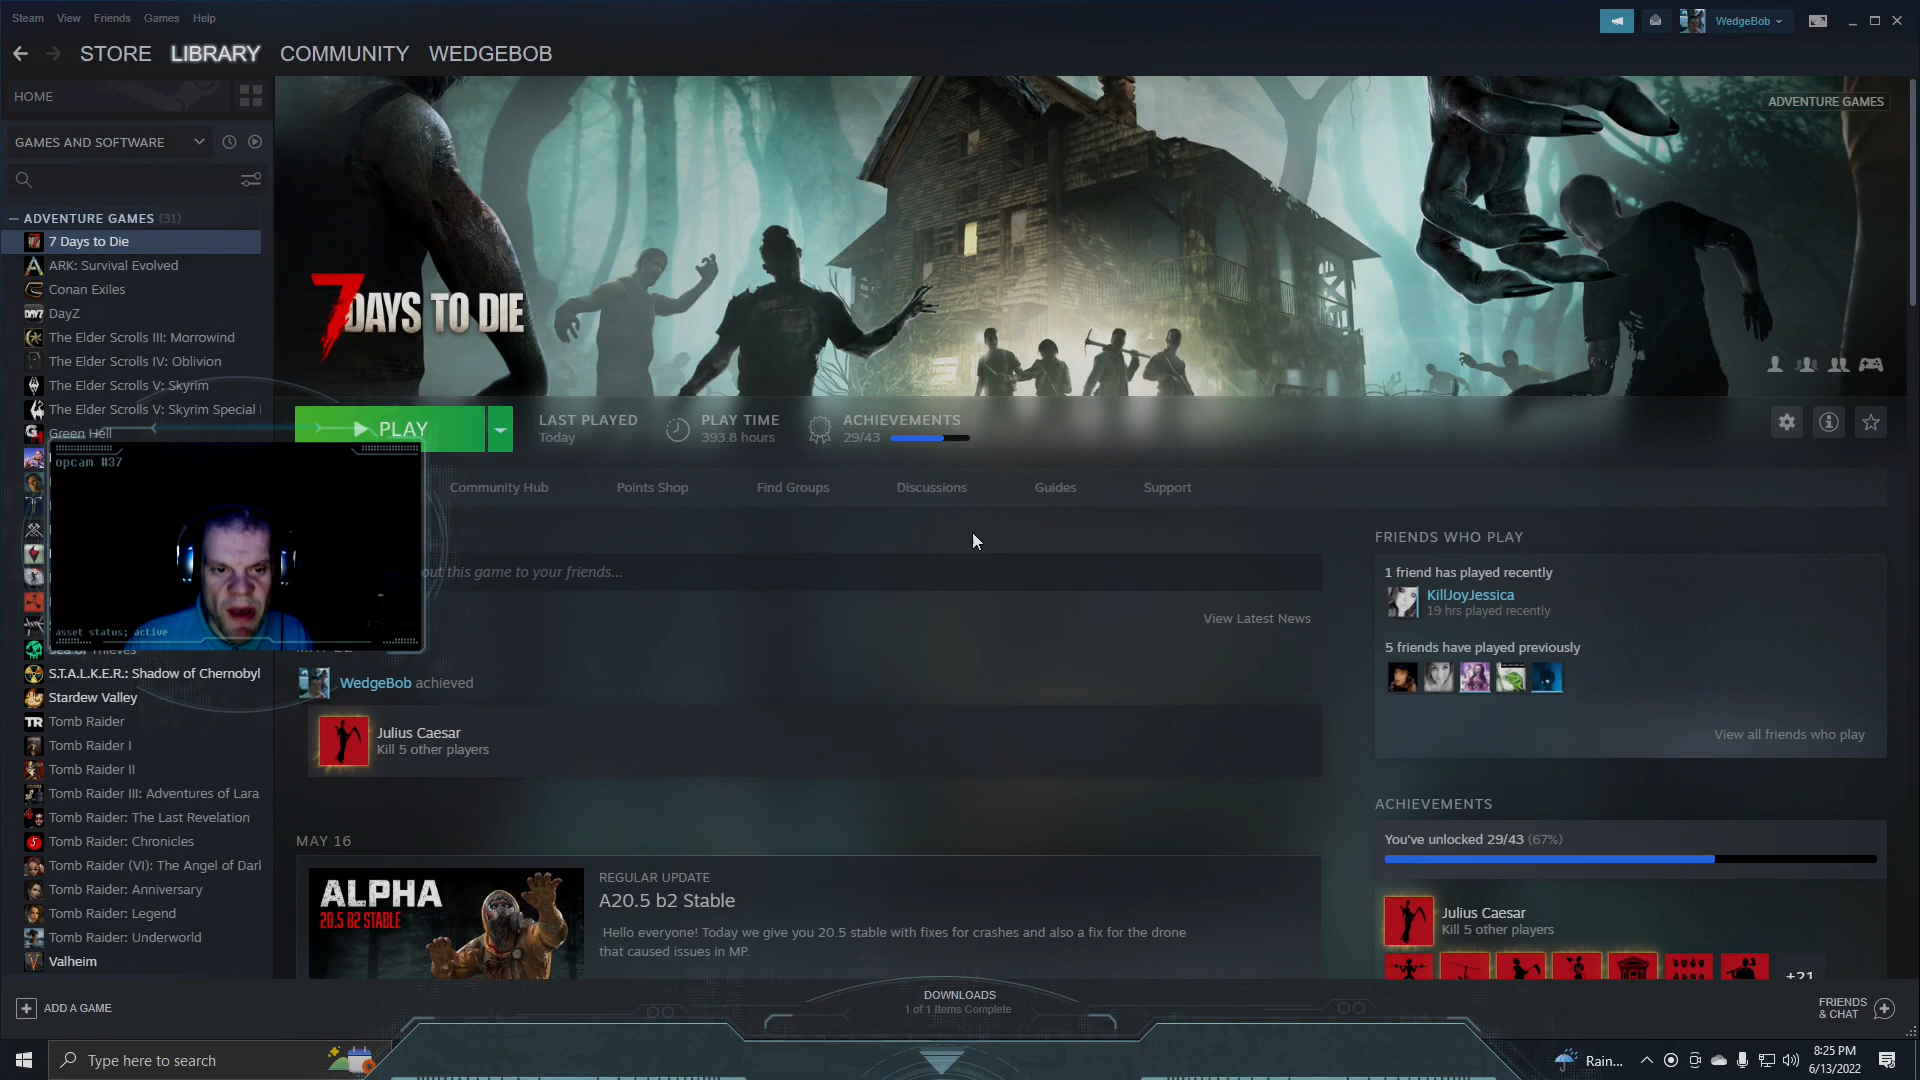 Steam View Friends Games Help
WedgeBob
STORE LIBRARY COMMUNITY WEDGEBOB
HOME
ADVENTURE GAMES
GAMES AND SOFTWARE
ADVENTURE GAMES (31)
7 Days to Die
ARK: Survival Evolved
Conan Exiles
DayZ
The Elder Scrolls III: Morrowind
The Elder Scrolls IV: Oblivion
The Elder Scrolls V: Skyrim
The Elder Scrolls V: Skyrim Special
Green Hell
S.T.A.L.K.E.R.: Shadow of Chernobyl
Stardew Valley
Tomb Raider
Tomb Raider I
Tomb Raider II
Tomb Raider III: Adventures of Lara
Tomb Raider: The Last Revelation
Tomb Raider: Chronicles
Tomb Raider (VI): The Angel of Dark
Tomb Raider: Anniversary
Tomb Raider: Legend
Tomb Raider: Underworld
Valheim
opcam #37
asset status; active
7 DAYS TO DIE
PLAY
LAST PLAYED
Today
PLAY TIME
393.8 hours
ACHIEVEMENTS
29/43
Community Hub Points Shop Find Groups Discussions Guides Support
out this game to your friends...
View Latest News
WedgeBob achieved
Julius Caesar
Kill 5 other players
MAY 16
ALPHA
20.5 B2 STABLE
REGULAR UPDATE
A20.5 b2 Stable
Hello everyone! Today we give you 20.5 stable with fixes for crashes and also a fix for the drone
that caused issues in MP.
FRIENDS WHO PLAY
1 friend has played recently
KillJoyJessica
19 hrs played recently
5 friends have played previously
View all friends who play
ACHIEVEMENTS
You've unlocked 29/43 (67%)
Julius Caesar
Kill 5 other players
+21
ADD A GAME
DOWNLOADS
1 of 1 Items Complete
FRIENDS
& CHAT
Type here to search
Rain...
8:25 PM
6/13/2022